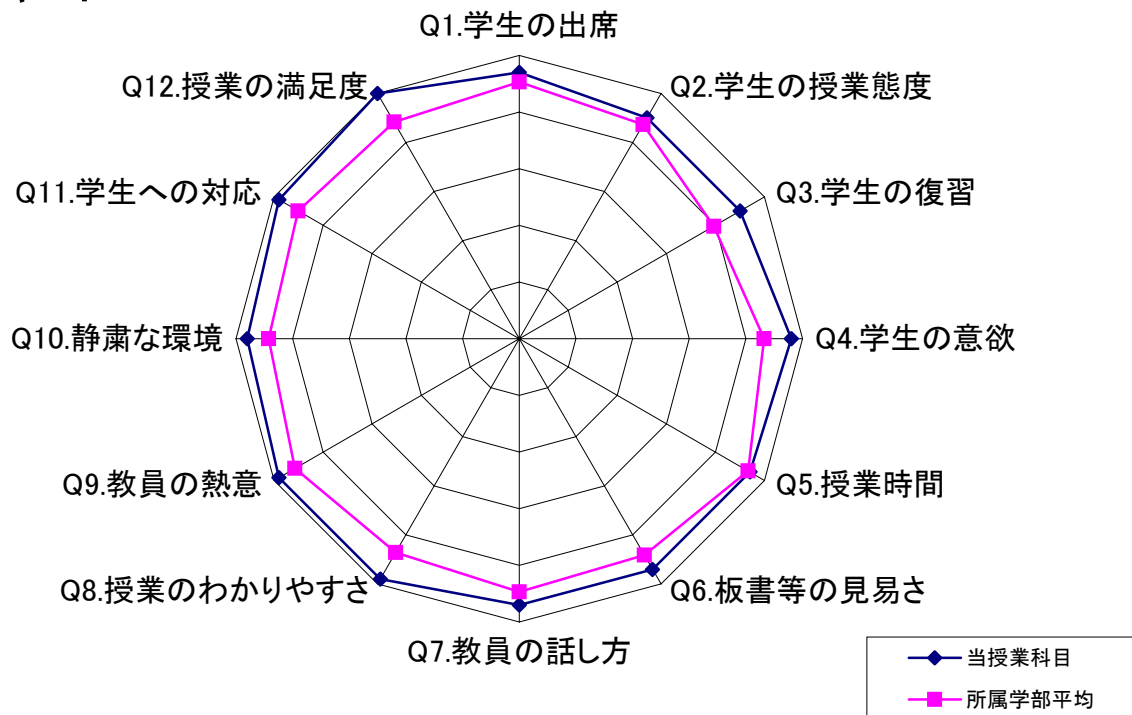 Q1.学生の出席
Q2.学生の授業態度
Q3.学生の復習
Q4.学生の意欲
Q5.授業時間
Q6.板書等の見易さ
Q7.教員の話し方
Q8.授業のわかりやすさ
Q9.教員の熱意
Q10.静粛な環境
Q11.学生への対応
Q12.授業の満足度
当授業科目
所属学部平均